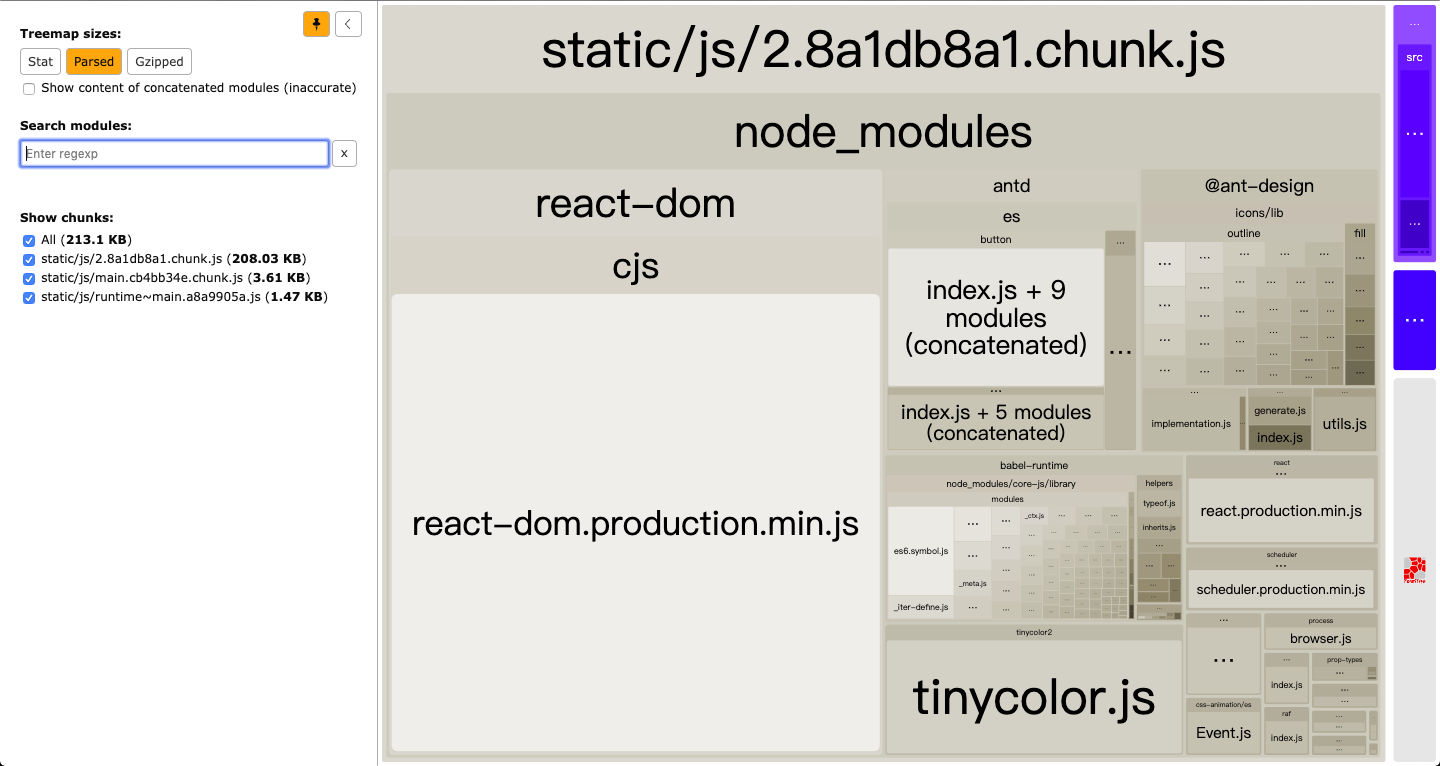 Treemap sizes:
Stat
Parsed
Gzipped
Show content of concatenated modules (inaccurate)
Search modules:
Enter regexp
x
Show chunks:
All (213.1 KB)
static/js/2.8a1db8a1.chunk.js (208.03 KB)
static/js/main.cb4bb34e.chunk.js (3.61 KB)
static/js/runtime~main.a8a9905a.js (1.47 KB)
static/js/2.8a1db8a1.chunk.js
node_modules
react-dom
cjs
react-dom.production.min.js
antd
es
button
...
index.js + 9
modules
(concatenated)
...
...
index.js + 5 modules
(concatenated)
@ant-design
icons/lib
outline
fill
...
implementation.js
...
generate.js
index.js
...
utils.js
babel-runtime
node_modules/core-js/library
modules
es6.symbol.js
_iter-define.js
...
_meta.js
_ctx.js
helpers
typeof.js
inherits.js
...
tinycolor2
tinycolor.js
react
...
react.production.min.js
scheduler
...
scheduler.production.min.js
...
...
css-animation/es
Event.js
process
browser.js
...
index.js
raf
index.js
prop-types
...
...
src
...
...
...